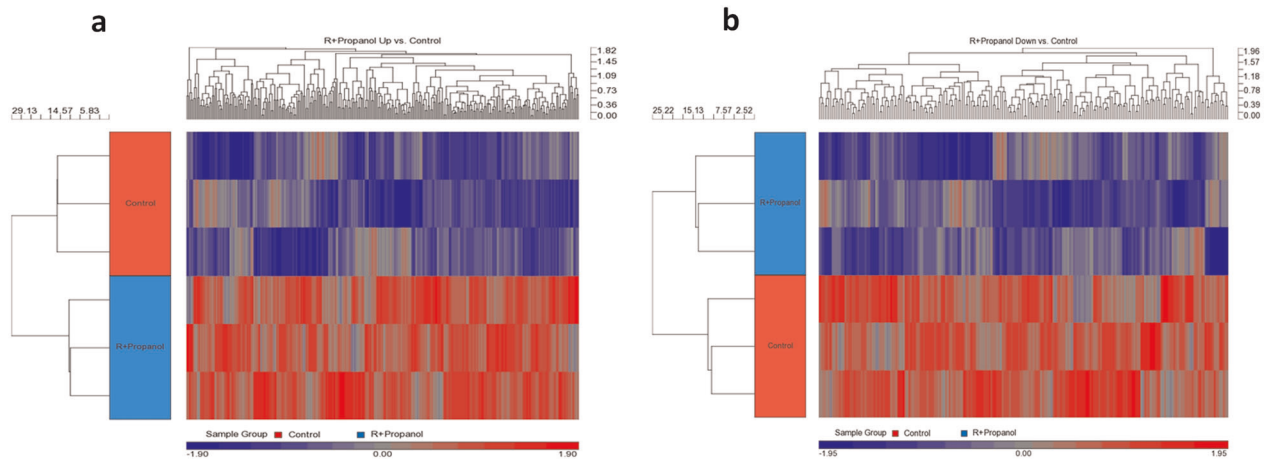 a
R+Propanol Up vs. Control
1.82
1.45
1.09
0.73
0.36
0.00
29.13 14.57 5.83
Control
R+Propanol
Sample Group Control R+Propanol
-1.90 0.00 1.90
b
R+Propanol Down vs. Control
1.96
1.57
1.18
0.78
0.39
0.00
25.22 15.13 7.57 2.52
R+Propanol
Control
Sample Group Control R+Propanol
-1.95 0.00 1.95